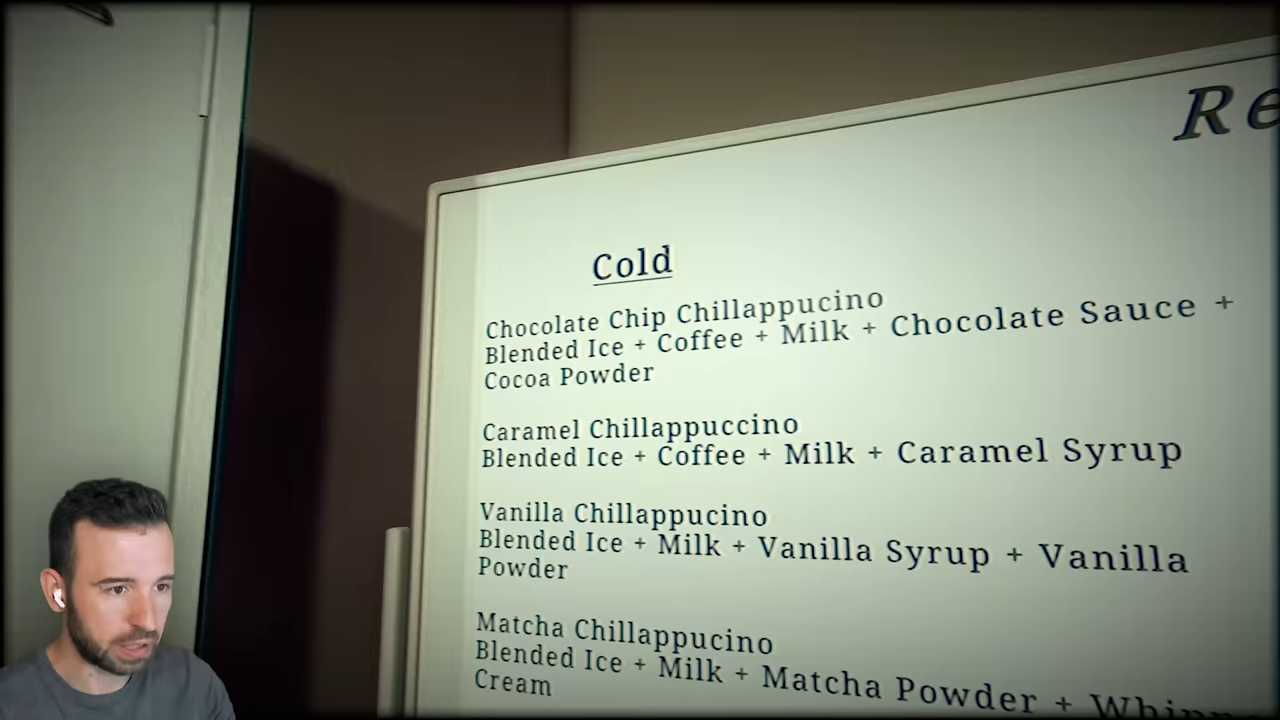 Cold
Chocolate Chip Chillappucino
Blended Ice + Coffee + Milk + Chocolate Sauce +
Cocoa Powder
Caramel Chillappuccino
Blended Ice + Coffee + Milk + Caramel Syrup
Vanilla Chillappucino
Blended Ice + Milk + Vanilla Syrup + Vanilla
Powder
Matcha Chillappucino
Blended Ice + Milk + Matcha Powder +
Cream